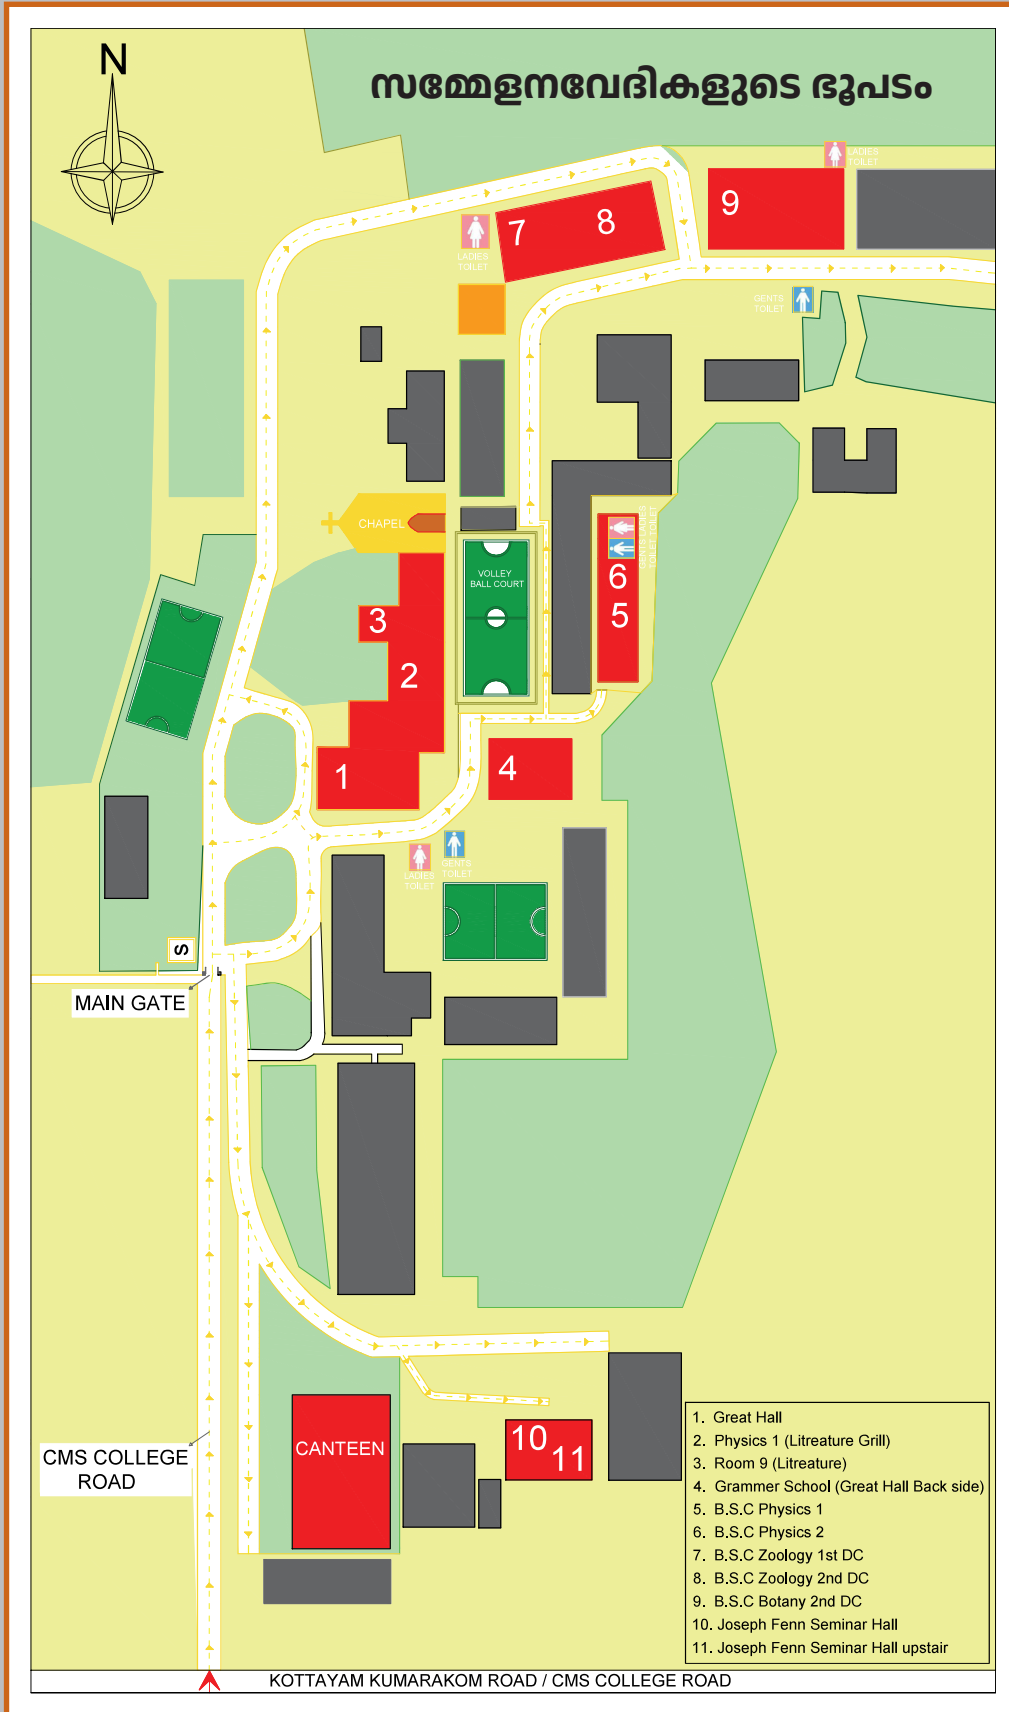 N
സമ്മേളനവേദികളുടെ ഭൂപടം
LADIES
TOILET
9
7
8
LADIES
TOILET
GENTS
TOILET
CHAPEL
VOLLEY
BALL COURT
GENTS LADIES
TOILET TOILET
6
5
3
2
1
4
LADIES
TOILET
GENTS
TOILET
S
MAIN GATE
CMS COLLEGE
ROAD
CANTEEN
10
11
1. Great Hall
2. Physics 1 (Litreature Grill)
3. Room 9 (Litreature)
4. Grammer School (Great Hall Back side)
5. B.S.C Physics 1
6. B.S.C Physics 2
7. B.S.C Zoology 1st DC
8. B.S.C Zoology 2nd DC
9. B.S.C Botany 2nd DC
10. Joseph Fenn Seminar Hall
11. Joseph Fenn Seminar Hall upstair
KOTTAYAM KUMARAKOM ROAD / CMS COLLEGE ROAD